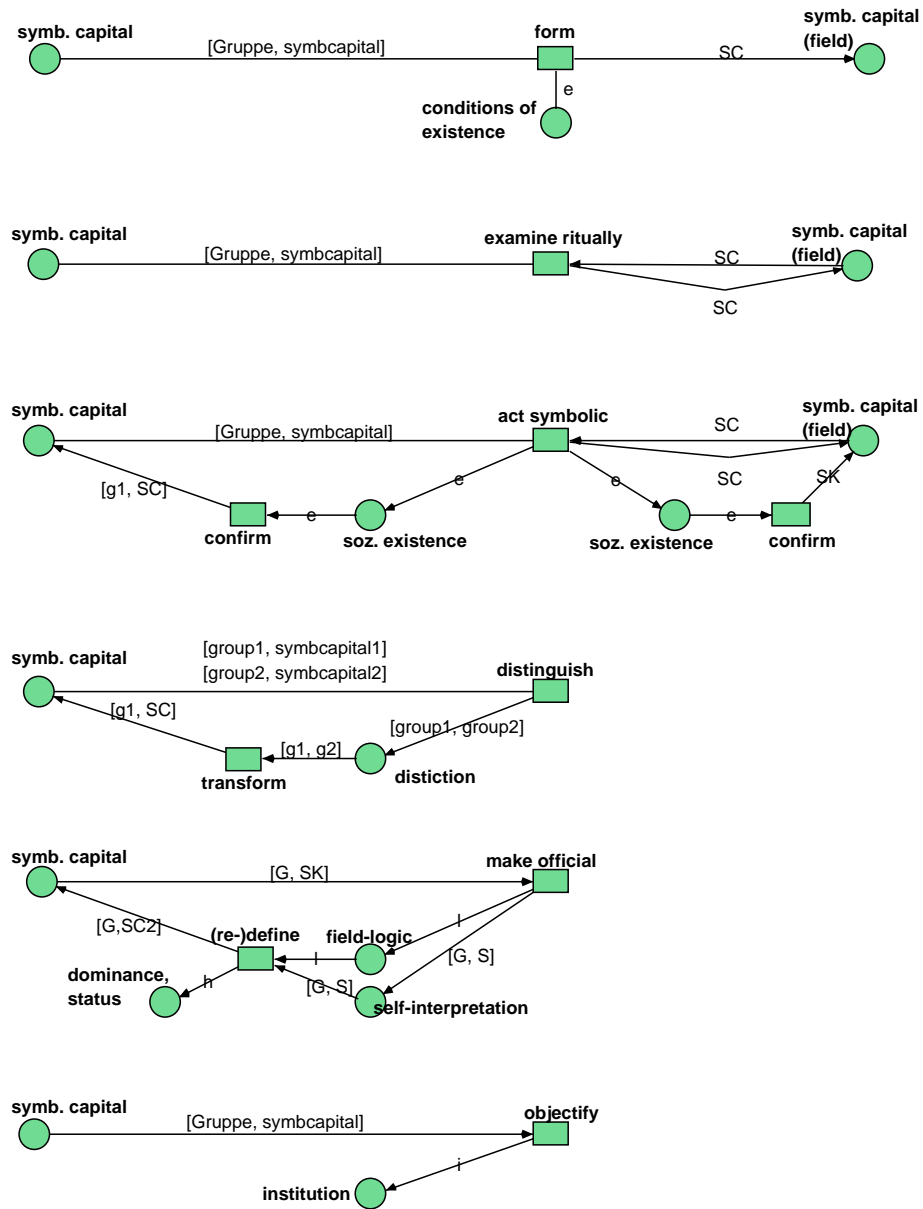 symb. capital
[Gruppe, symbcapital]
form
SC
symb. capital
(field)
e
conditions of
existence
symb. capital
[Gruppe, symbcapital]
examine ritually
SC
symb. capital
(field)
SC
symb. capital
[Gruppe, symbcapital]
act symbolic
SC
symb. capital
(field)
SC
[g1, SC]
e
e
SK
confirm
e
soz. existence
soz. existence
e
confirm
symb. capital
[group1, symbcapital1]
[group2, symbcapital2]
distinguish
[g1, SC]
[group1, group2]
[g1, g2]
transform
distiction
symb. capital
[G, SK]
make official
[G,SC2]
(re-)define
field-logic
l
l
[G, S]
dominance,
status
h
[G, S]
self-interpretation
symb. capital
[Gruppe, symbcapital]
objectify
i
institution